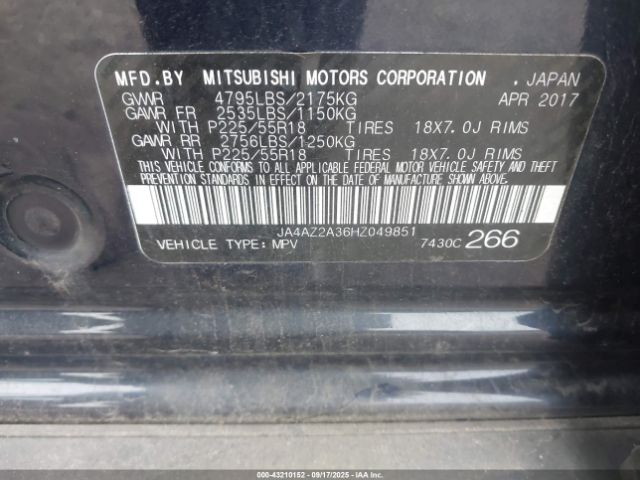 MFD.BY MITSUBISHI MOTORS CORPORATION . JAPAN
GVWR 4795LBS/2175KG APR 2017
GAWR FR 2535LBS/1150KG
WITH P225/55R18 TIRES 18X7.0J RIMS
GAWR RR 2756LBS/1250KG
WITH P225/55R18 TIRES 18X7.0J RIMS
THIS VEHICLE CONFORMS TO ALL APPLICABLE FEDERAL MOTOR VEHICLE SAFETY AND THEFT
PREVENTION STANDARDS IN EFFECT ON THE DATE OF MANUFACTURE SHOWN ABOVE.
JA4AZ2A36HZ049851
VEHICLE TYPE: MPV 7430C 266
000-43210152 - 09/17/2025 - IAAI.COM